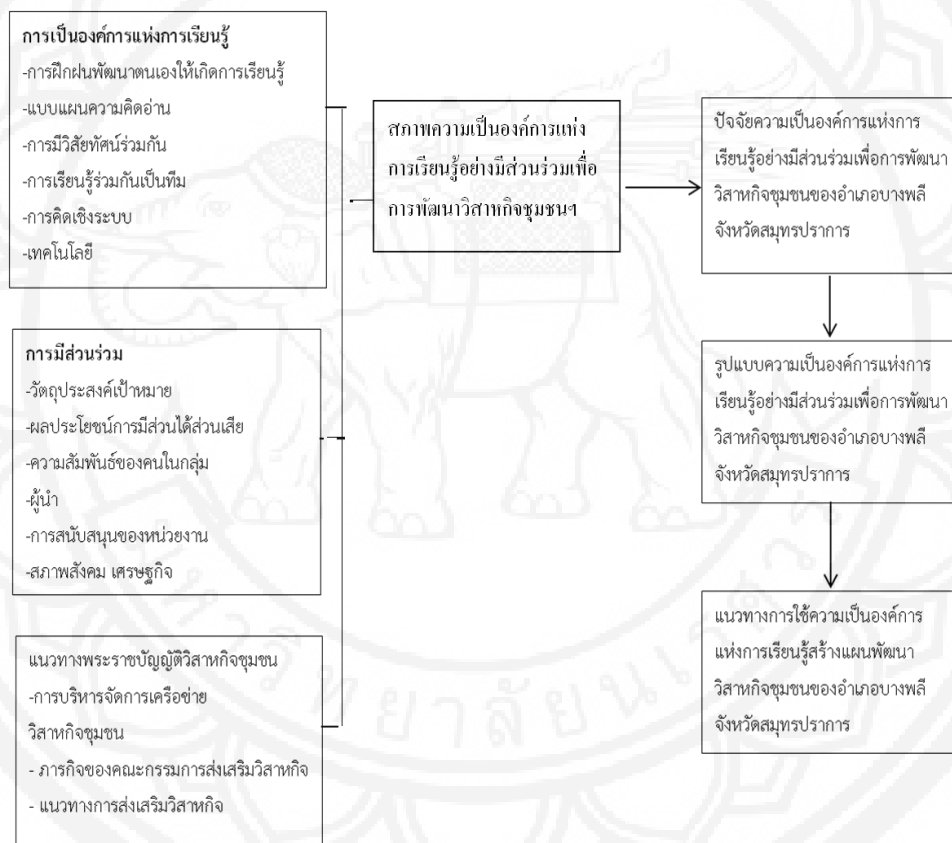 การเป็นองค์การแห่งการเรียนรู้
-การฝึกฝนพัฒนาตนเองให้เกิดการเรียนรู้
-แบบแผนความคิดอ่าน
-การมีวิสัยทัศน์ร่วมกัน
-การเรียนรู้ร่วมกันเป็นทีม
-การคิดเชิงระบบ
-เทคโนโลยี
การมีส่วนร่วม
-วัตถุประสงค์เป้าหมาย
-ผลประโยชน์การมีส่วนได้ส่วนเสีย
-ความสัมพันธ์ของคนในกลุ่ม
-ผู้นำ
-การสนับสนุนของหน่วยงาน
-สภาพสังคม เศรษฐกิจ
แนวทางพระราชบัญญัติวิสาหกิจชุมชน
-การบริหารจัดการเครือข่าย
วิสาหกิจชุมชน
- ภารกิจของคณะกรรมการส่งเสริมวิสาหกิจ
- แนวทางการส่งเสริมวิสาหกิจ
สภาพความเป็นองค์การแห่ง
การเรียนรู้อย่างมีส่วนร่วมเพื่อ
การพัฒนาวิสาหกิจชุมชนฯ
ปัจจัยความเป็นองค์การแห่งการ
เรียนรู้อย่างมีส่วนร่วมเพื่อการพัฒนา
วิสาหกิจชุมชนของอำเภอบางพลี
จังหวัดสมุทรปราการ
รูปแบบความเป็นองค์การแห่งการ
เรียนรู้อย่างมีส่วนร่วมเพื่อการพัฒนา
วิสาหกิจชุมชนของอำเภอบางพลี
จังหวัดสมุทรปราการ
แนวทางการใช้ความเป็นองค์การ
แห่งการเรียนรู้สร้างแผนพัฒนา
วิสาหกิจชุมชนของอำเภอบางพลี
จังหวัดสมุทรปราการ
มหาวิทยาลัยนเรศวร